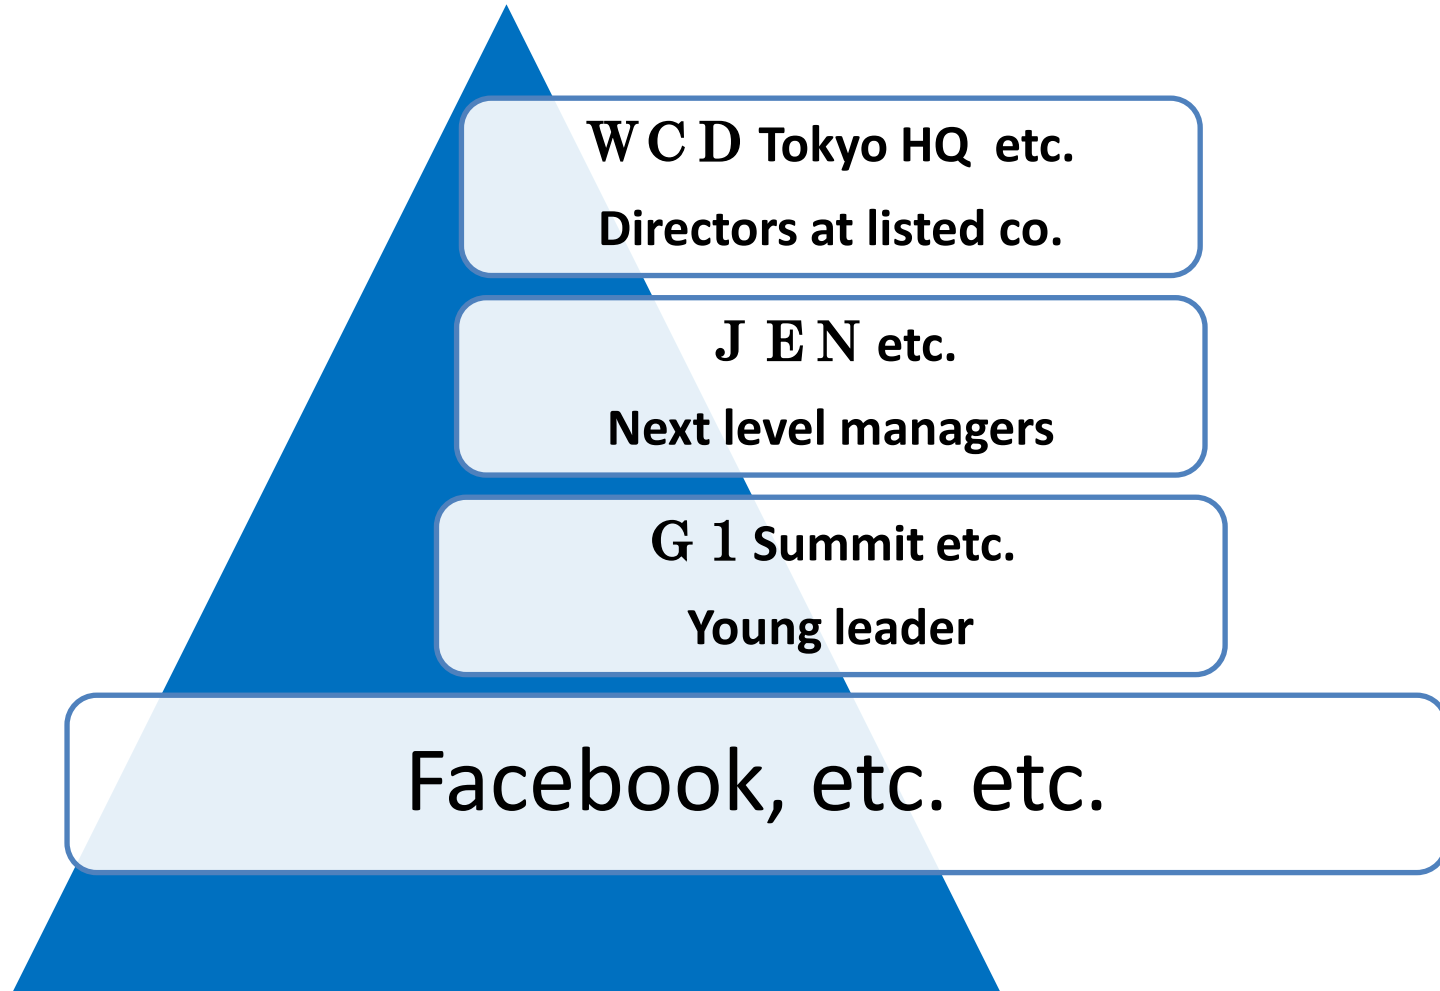 ＷＣＤ Tokyo HQ etc.
Directors at listed co.
ＪＥＮ etc.
Next level managers
Ｇ１ Summit etc.
Young leader
Facebook, etc. etc.